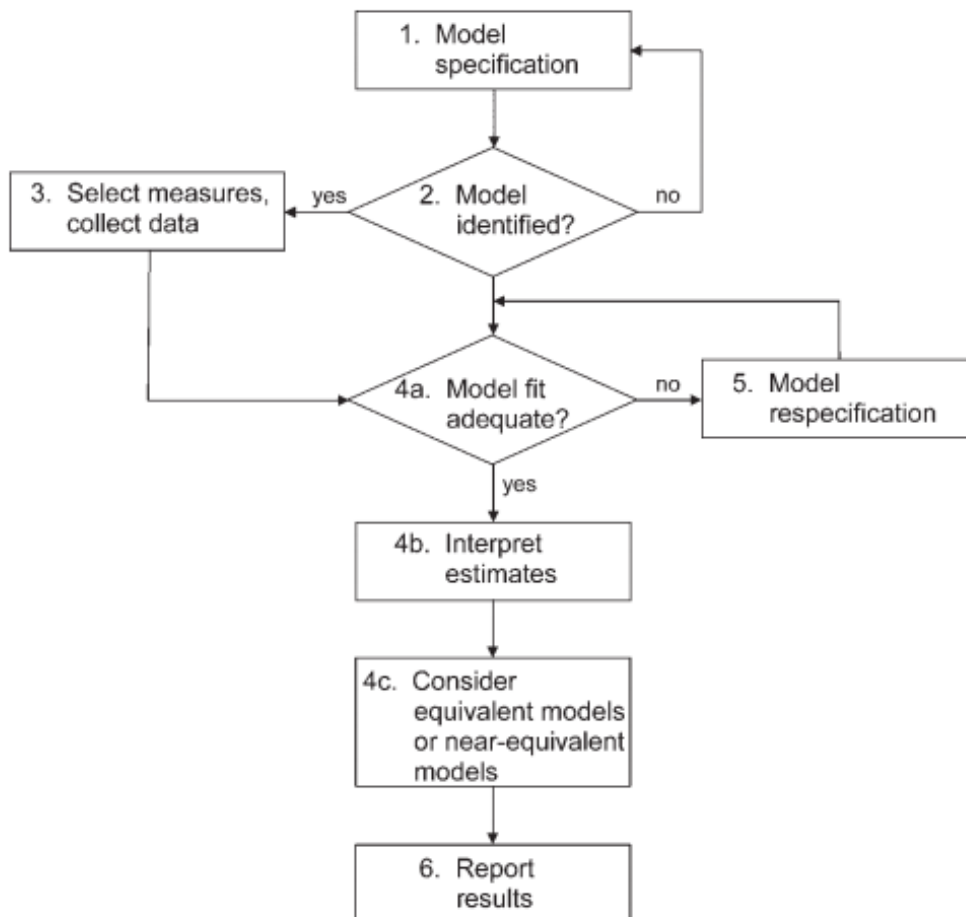 1. Model
specification
2. Model
identified?
yes
no
3. Select measures,
collect data
4a. Model fit
adequate?
no
5. Model
respecification
yes
4b. Interpret
estimates
4c. Consider
equivalent models
or near-equivalent
models
6. Report
results